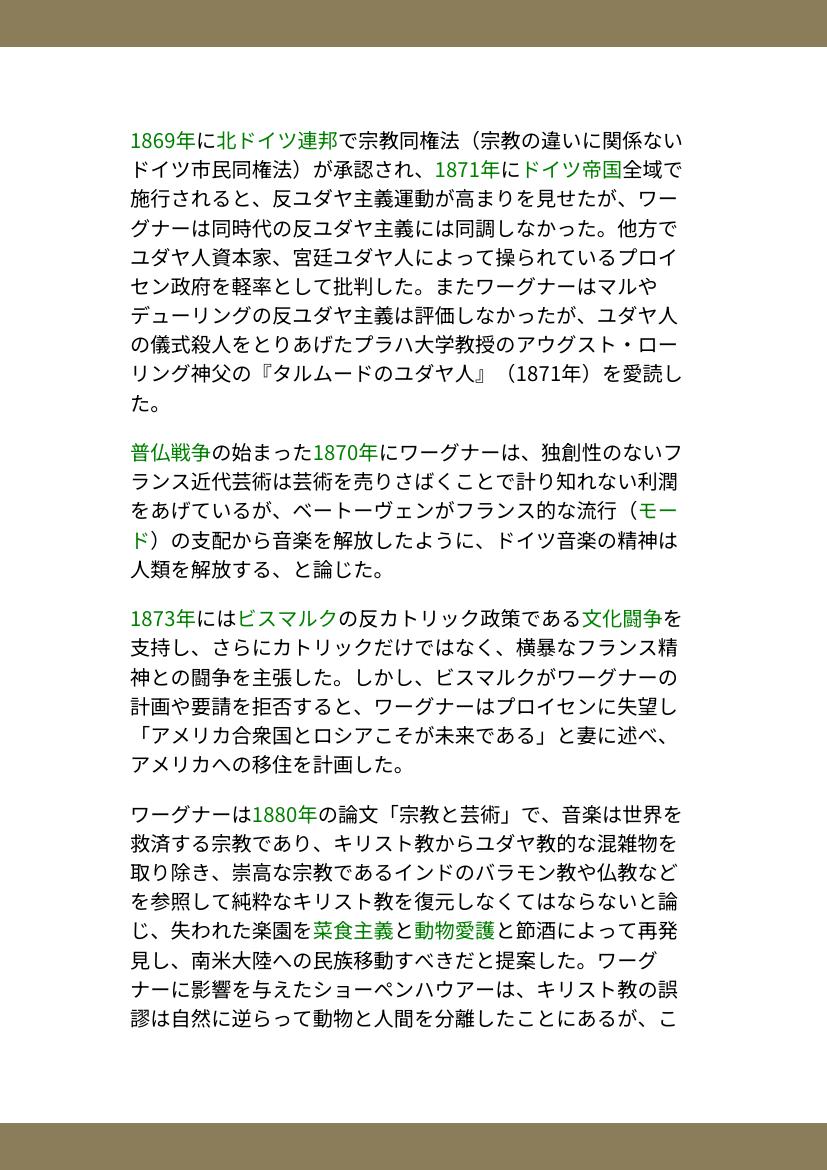 1869年に北ドイツ連邦で宗教同権法（宗教の違いに関係ない
ドイツ市民同権法）が承認され、1871年にドイツ帝国全域で
施行されると、反ユダヤ主義運動が高まりを見せたが、ワー
グナーは同時代の反ユダヤ主義には同調しなかった。他方で
ユダヤ人資本家、宮廷ユダヤ人によって操られているプロイ
セン政府を軽率として批判した。またワーグナーはマルや
デューリングの反ユダヤ主義は評価しなかったが、ユダヤ人
の儀式殺人をとりあげたプラハ大学教授のアウグスト・ロー
リング神父の『タルムードのユダヤ人』（1871年）を愛読し
た。
普仏戦争の始まった1870年にワーグナーは、独創性のないフ
ランス近代芸術は芸術を売りさばくことで計り知れない利潤
をあげているが、ベートーヴェンがフランス的な流行（モー
ド）の支配から音楽を解放したように、ドイツ音楽の精神は
人類を解放する、と論じた。
1873年にはビスマルクの反カトリック政策である文化闘争を
支持し、さらにカトリックだけではなく、横暴なフランス精
神との闘争を主張した。しかし、ビスマルクがワーグナーの
計画や要請を拒否すると、ワーグナーはプロイセンに失望し
「アメリカ合衆国とロシアこそが未来である」と妻に述べ、
アメリカへの移住を計画した。
ワーグナーは1880年の論文「宗教と芸術」で、音楽は世界を
救済する宗教であり、キリスト教からユダヤ教的な混雑物を
取り除き、崇高な宗教であるインドのバラモン教や仏教など
を参照して純粋なキリスト教を復元しなくてはならないと論
じ、失われた楽園を菜食主義と動物愛護と節酒によって再発
見し、南米大陸への民族移動すべきだと提案した。ワーグ
ナーに影響を与えたショーペンハウアーは、キリスト教の誤
謬は自然に逆らって動物と人間を分離したことにあるが、こ